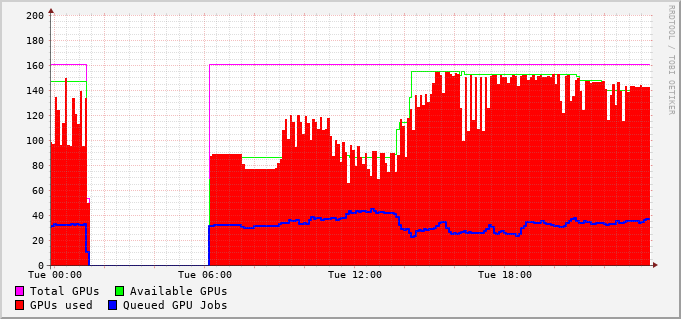 200
180
160
140
120
100
80
60
40
20
0
Tue 00:00 Tue 06:00 Tue 12:00 Tue 18:00
Total GPUs Available GPUs
GPUs used Queued GPU Jobs
RRDTOOL / TOBI OETIKER